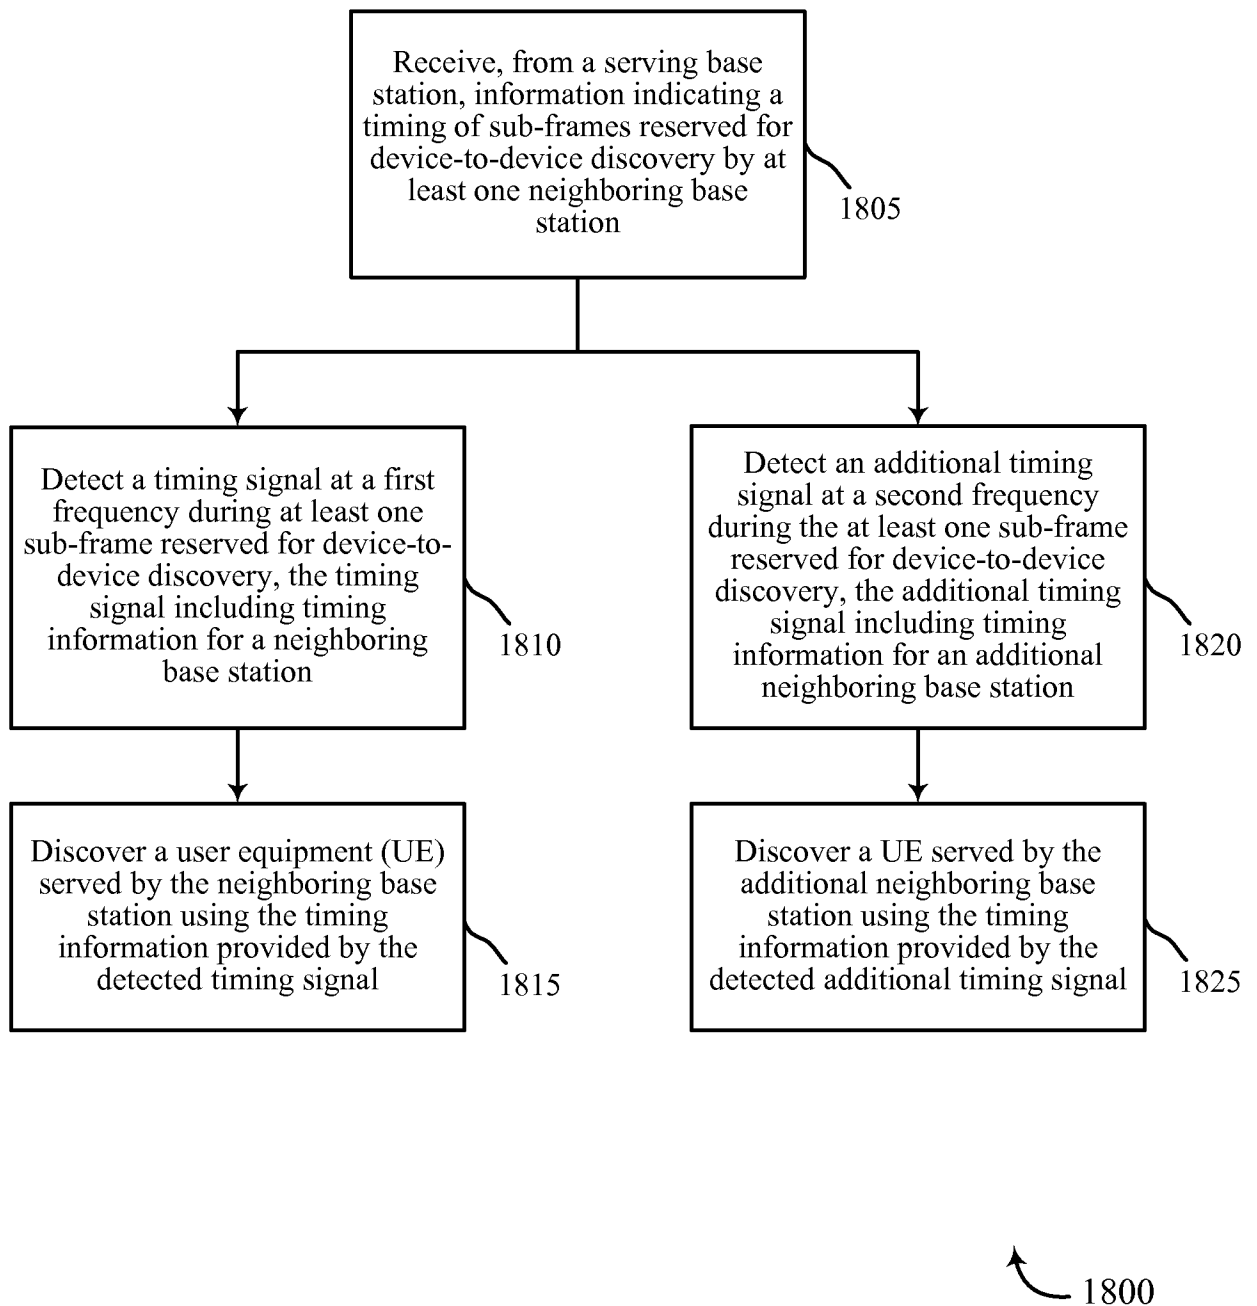 Receive, from a serving base
station, information indicating a
timing of sub-frames reserved for
device-to-device discovery by at
least one neighboring base
station
1805
Detect a timing signal at a first
frequency during at least one
sub-frame reserved for device-to-
device discovery, the timing
signal including timing
information for a neighboring
base station
1810
Detect an additional timing
signal at a second frequency
during the at least one sub-frame
reserved for device-to-device
discovery, the additional timing
signal including timing
information for an additional
neighboring base station
1820
Discover a user equipment (UE)
served by the neighboring base
station using the timing
information provided by the
detected timing signal
1815
Discover a UE served by the
additional neighboring base
station using the timing
information provided by the
detected additional timing signal
1825
1800